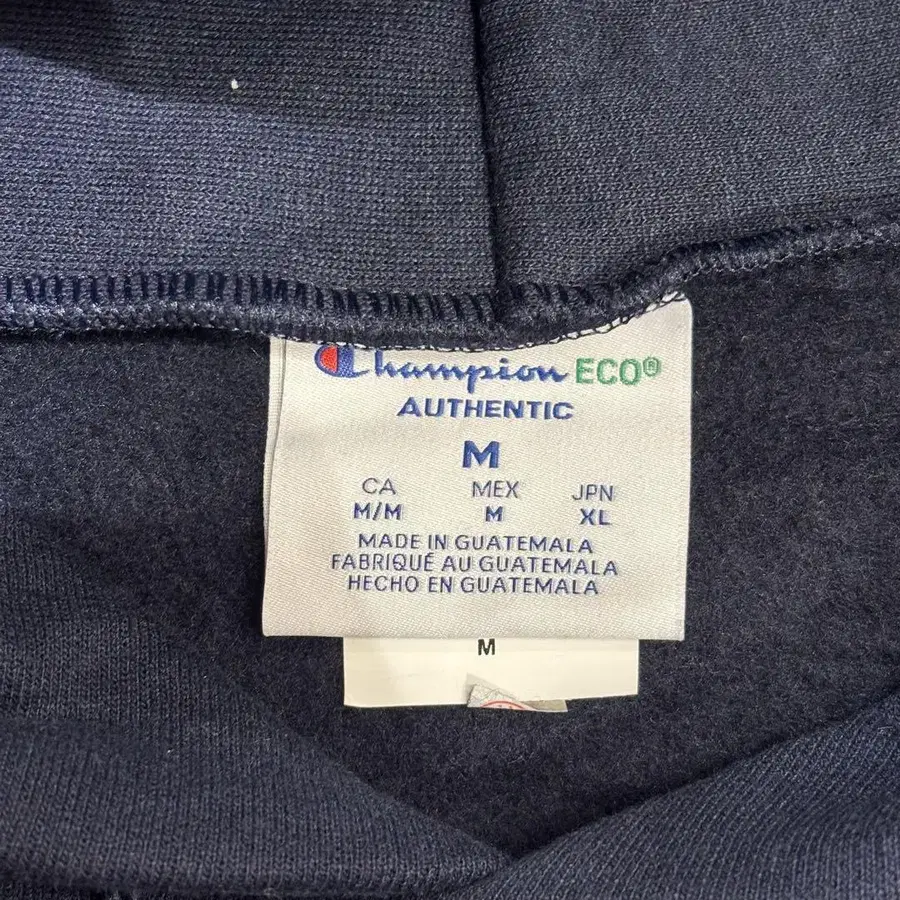 Champion ECO®
AUTHENTIC
M
CA MEX JPN
M/M M XL
MADE IN GUATEMALA
FABRIQUÉ AU GUATEMALA
HECHO EN GUATEMALA
M